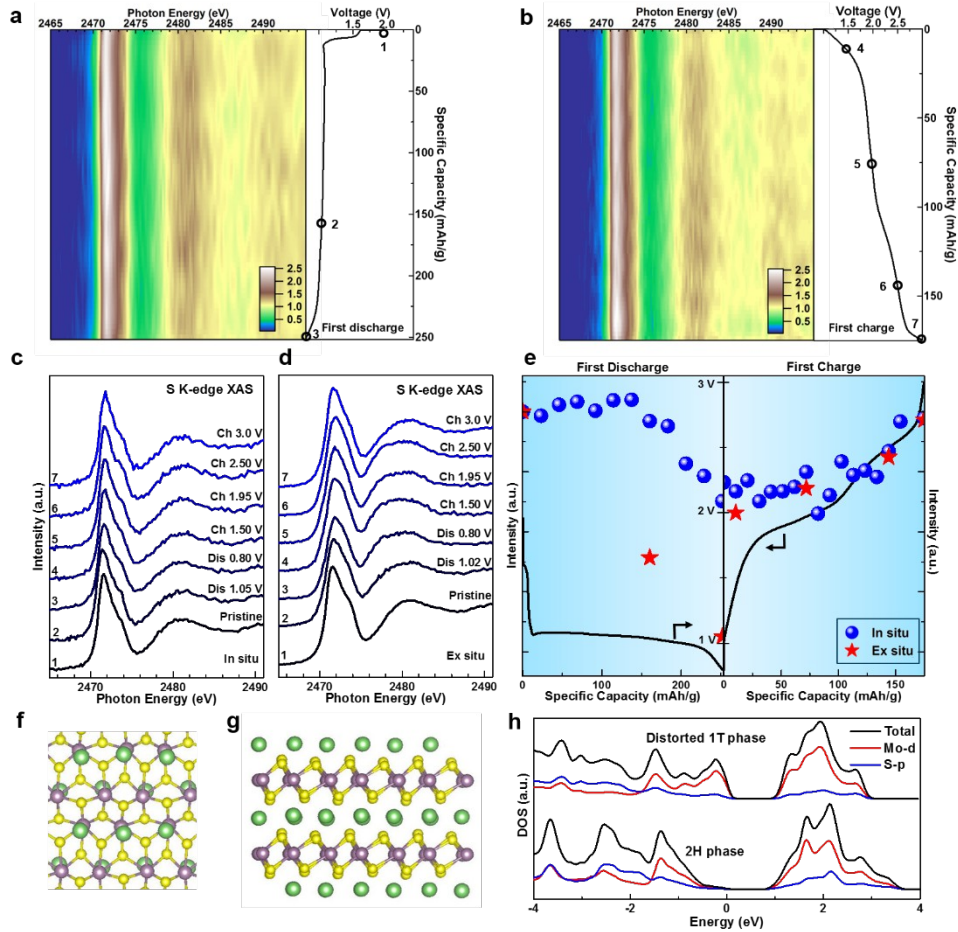 a
Photon Energy (eV)
2465 2470 2475 2480 2485 2490
Voltage (V)
1.5 2.0
1
2
3
0
50
100
150
200
250
Specific Capacity (mAh/g)
2.5
2.0
1.5
1.0
0.5
First discharge
b
Photon Energy (eV)
2465 2470 2475 2480 2485 2490
Voltage (V)
1.5 2.0 2.5
4
5
6
7
0
50
100
150
Specific Capacity (mAh/g)
2.5
2.0
1.5
1.0
0.5
First charge
c
S K-edge XAS
Ch 3.0 V
7
Ch 2.50 V
6
Ch 1.95 V
5
Ch 1.50 V
4
Dis 0.80 V
3
Dis 1.05 V
2
Pristine
1
In situ
Intensity (a.u.)
2470 2480 2490
Photon Energy (eV)
d
S K-edge XAS
Ch 3.0 V
7
Ch 2.50 V
6
Ch 1.95 V
5
Ch 1.50 V
4
Dis 0.80 V
3
Dis 1.02 V
2
Pristine
1
Ex situ
2470 2480 2490
Photon Energy (eV)
e
First Discharge First Charge
3 V
2 V
1 V
Intensity (a.u.)
Intensity (a.u.)
In situ
Ex situ
0 100 200 0 100
Specific Capacity (mAh/g) Specific Capacity (mAh/g)
f
g
h
Distorted 1T phase
Total
Mo-d
S-p
2H phase
DOS (a.u.)
-4 -2 0 2 4
Energy (eV)